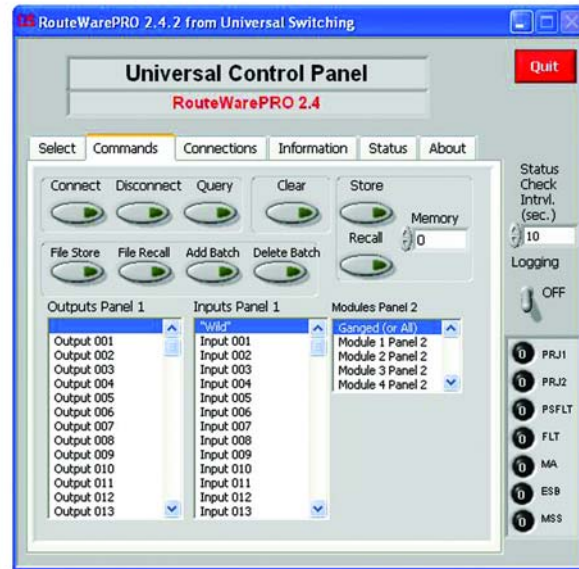 US RouteWarePRO 2.4.2 from Universal Switching
Universal Control Panel
RouteWarePRO 2.4
Quit
Select Commands Connections Information Status About
Connect Disconnect Query Clear Store
Memory
0
Recall
File Store File Recall Add Batch Delete Batch
Status
Check
Intrvl.
(sec.)
10
Logging
OFF
Outputs Panel 1
Output 001
Output 002
Output 003
Output 004
Output 005
Output 006
Output 007
Output 008
Output 009
Output 010
Output 011
Output 012
Output 013
Inputs Panel 1
"Wild"
Input 001
Input 002
Input 003
Input 004
Input 005
Input 006
Input 007
Input 008
Input 009
Input 010
Input 011
Input 012
Input 013
Modules Panel 2
Ganged (or All)
Module 1 Panel 2
Module 2 Panel 2
Module 3 Panel 2
Module 4 Panel 2
0 PRJ1
0 PRJ2
0 PSFLT
0 FLT
0 MA
0 ESB
0 MSS